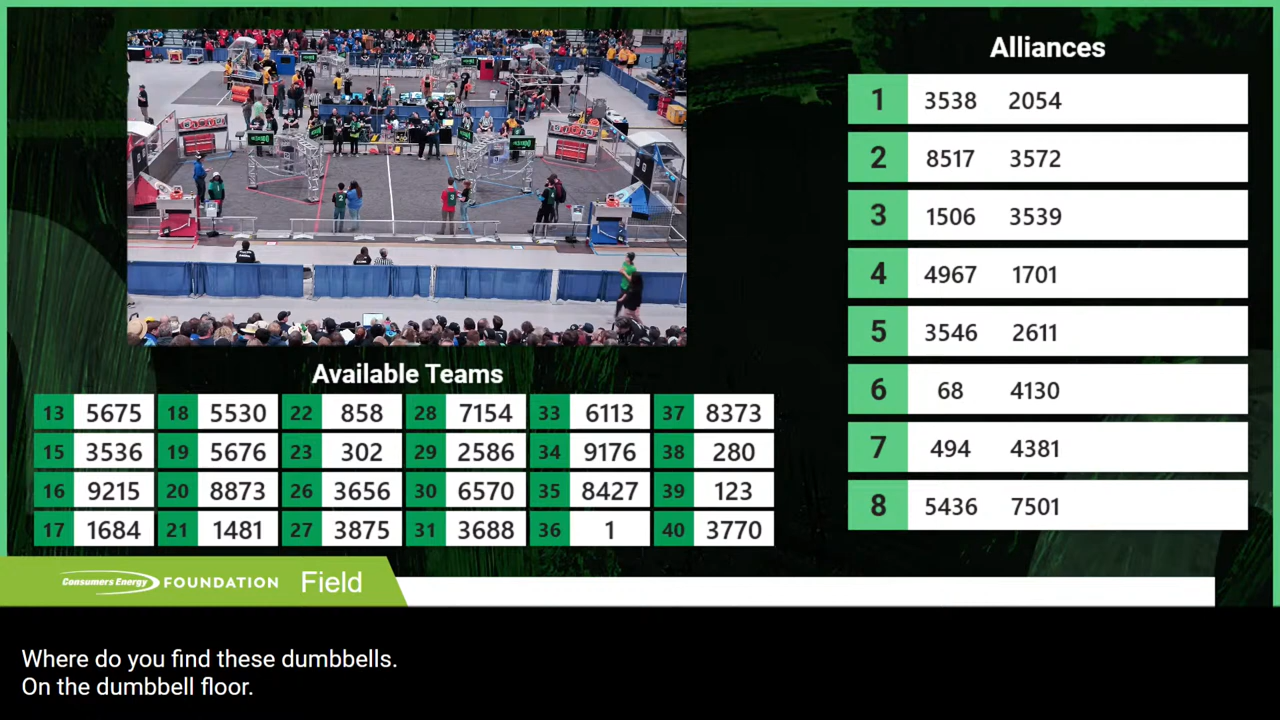 Alliances
1 3538 2054
2 8517 3572
3 1506 3539
4 4967 1701
5 3546 2611
6 68 4130
7 494 4381
8 5436 7501
Available Teams
13 5675 18 5530 22 858 28 7154 33 6113 37 8373
15 3536 19 5676 23 302 29 2586 34 9176 38 280
16 9215 20 8873 26 3656 30 6570 35 8427 39 123
17 1684 21 1481 27 3875 31 3688 36 1 40 3770
Consumers Energy FOUNDATION Field
Where do you find these dumbbells.
On the dumbbell floor.